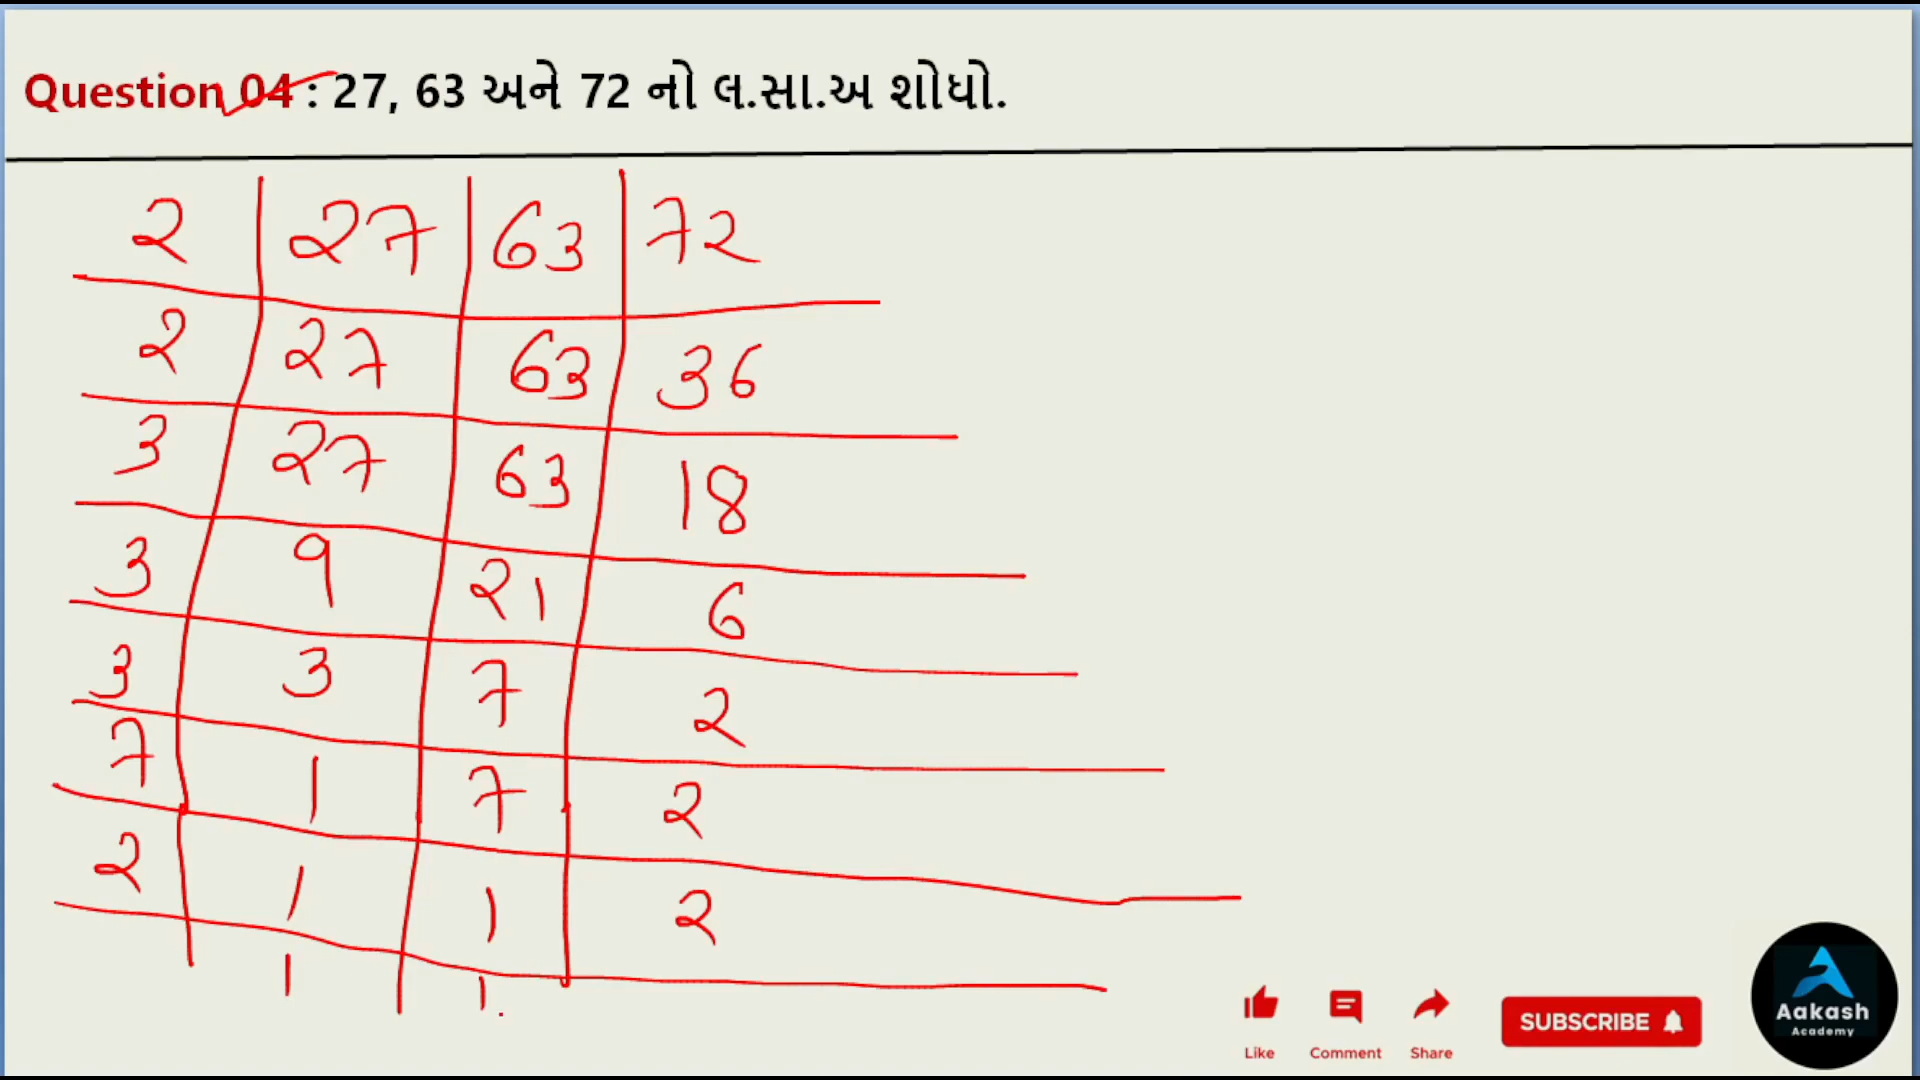 Question 04 : 27, 63 અને 72 નો લ.સા.અ શોધો.
2 27 63 72
2 27 63 36
3 27 63 18
3 9 21 6
3 3 7 2
7 1 7 2
2 1 1 2
1 1.
Like Comment Share
SUBSCRIBE
Aakash
Academy